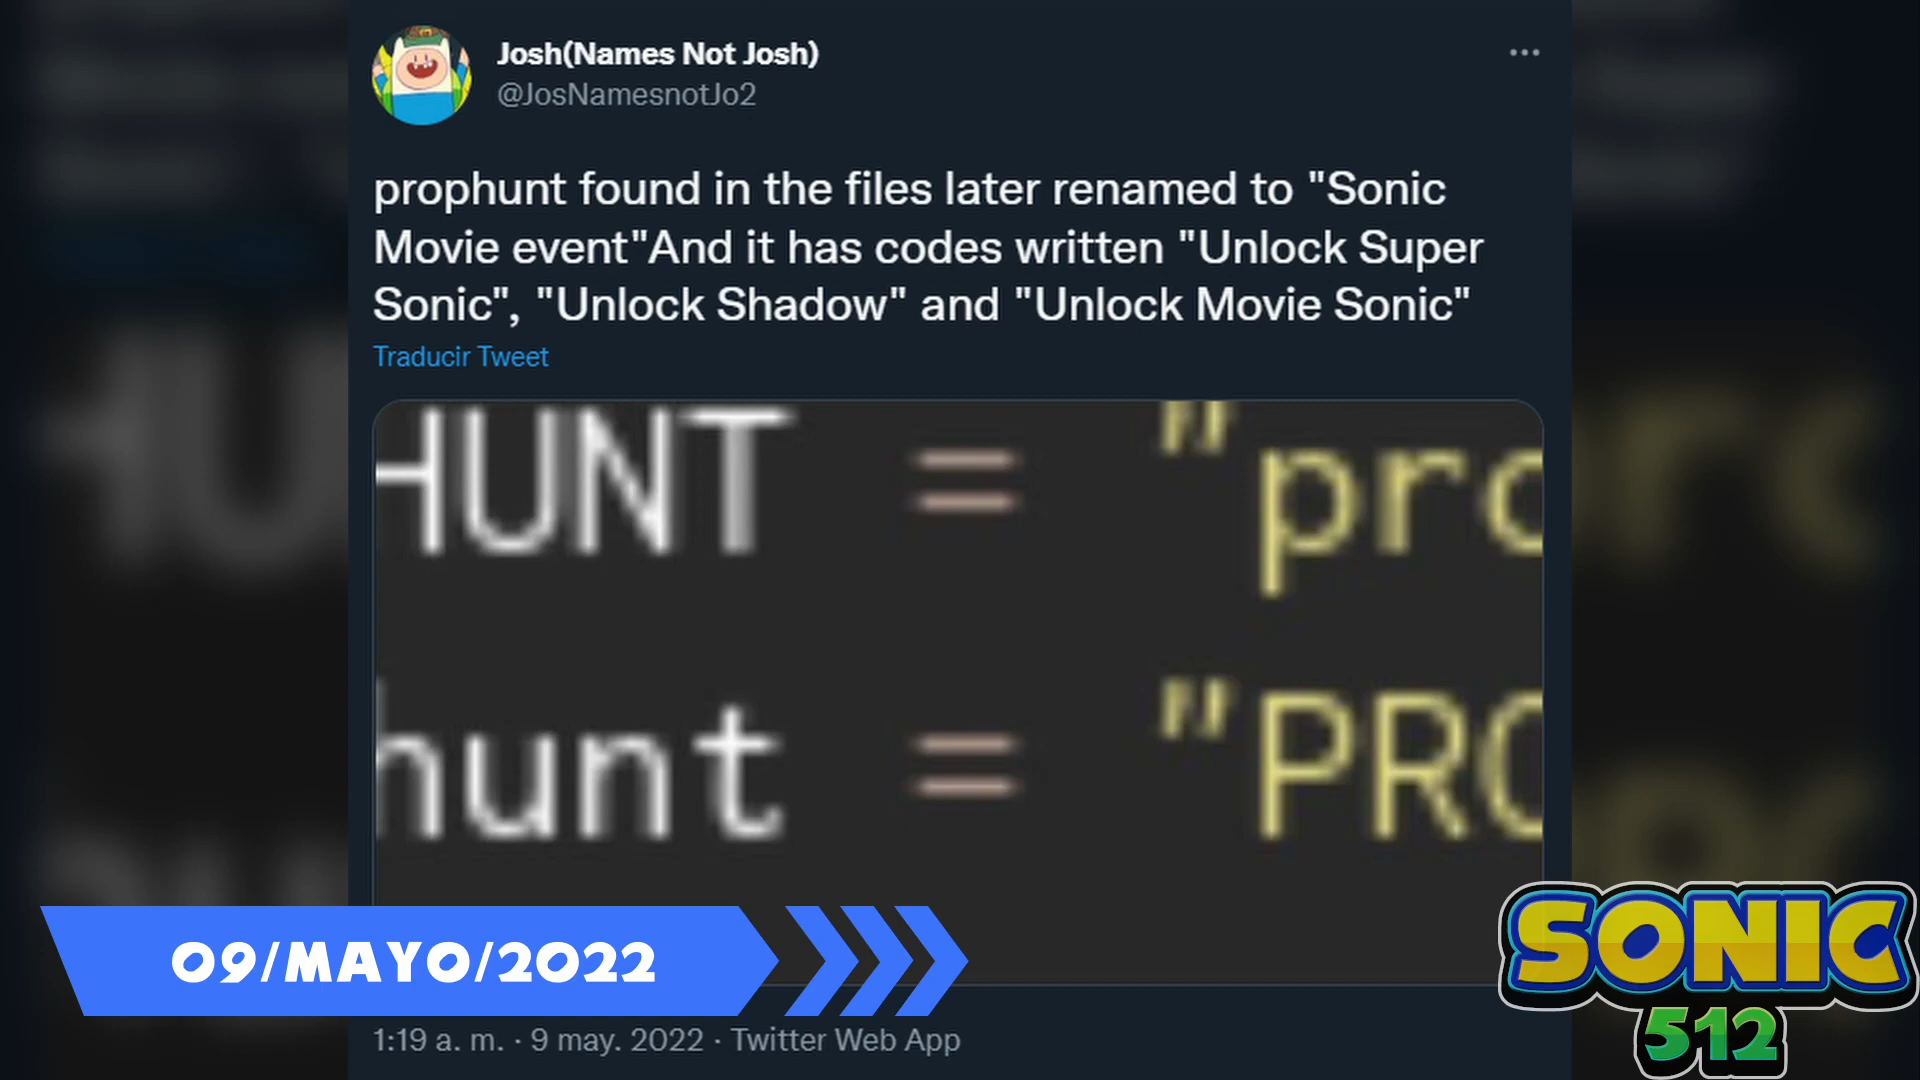 Josh(Names Not Josh)
@JosNamesnotJo2
prophunt found in the files later renamed to "Sonic
Movie event"And it has codes written "Unlock Super
Sonic", "Unlock Shadow" and "Unlock Movie Sonic"
Traducir Tweet
HUNT = "pro
hunt = "PRO
09/MAYO/2022
1:19 a. m. · 9 may. 2022 · Twitter Web App
SONIC
512